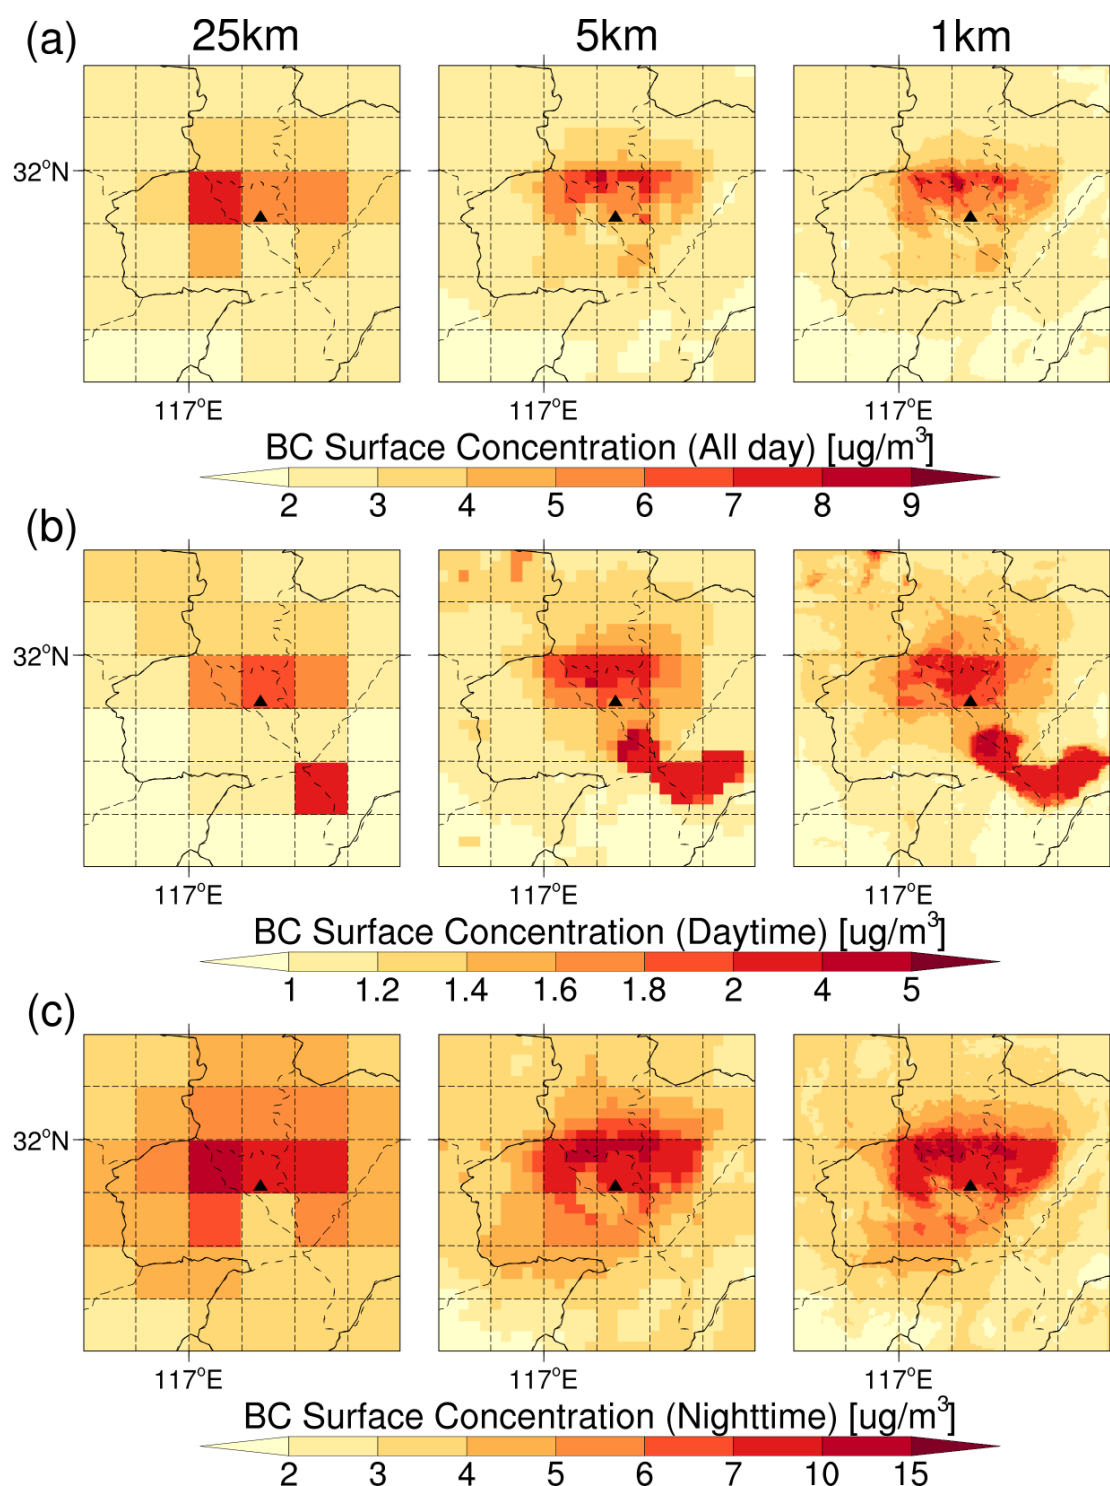 (a) 25km 5km 1km
32°N
117°E 117°E 117°E
BC Surface Concentration (All day) [ug/m³]
2 3 4 5 6 7 8 9
(b)
32°N
117°E 117°E 117°E
BC Surface Concentration (Daytime) [ug/m³]
1 1.2 1.4 1.6 1.8 2 4 5
(c)
32°N
117°E 117°E 117°E
BC Surface Concentration (Nighttime) [ug/m³]
2 3 4 5 6 7 10 15